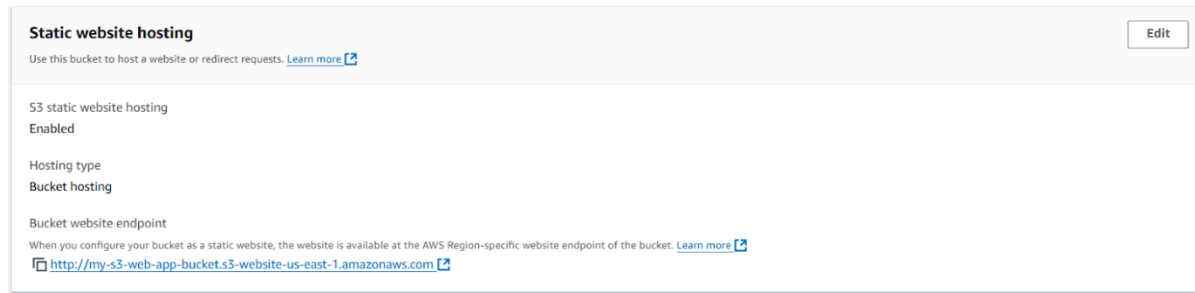 Static website hosting
Edit
Use this bucket to host a website or redirect requests. Learn more
S3 static website hosting
Enabled
Hosting type
Bucket hosting
Bucket website endpoint
When you configure your bucket as a static website, the website is available at the AWS Region-specific website endpoint of the bucket. Learn more
http://my-s3-web-app-bucket.s3-website-us-east-1.amazonaws.com